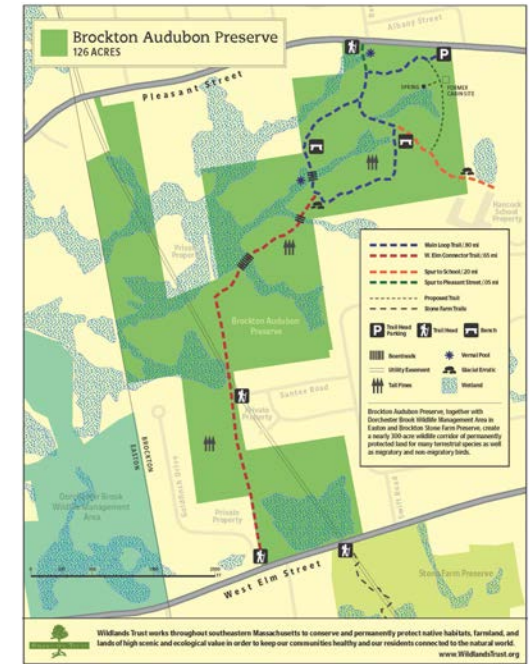 Brockton Audubon Preserve
126 ACRES
Albany Street
Pleasant Street
P
SPRING
FORMER
CABIN SITE
Hancock
School
Property
Private
Property
Brockton Audubon
Preserve
Santee Road
Private
Property
BROCKTON
EASTON
Dorchester Brook
Wildlife Management
Area
Goldfinch Drive
Private
Property
Swift Road
West Elm Street
Stone Farm Preserve
Main Loop Trail / .90 mi
W. Elm Connector Trail / .65 mi
Spur to School / .20 mi
Spur to Pleasant Street / .05 mi
Proposed Trail
Stone Farm Trails
P
Trail Head
Parking
Trail Head
Bench
Boardwalk
Vernal Pool
Utility Easement
Glacial Erratic
Tall Pines
Wetland
Brockton Audubon Preserve, together with
Dorchester Brook Wildlife Management Area in
Easton and Brockton Stone Farm Preserve, create
a nearly 300-acre wildlife corridor of permanently
protected land for many terrestrial species as well
as migratory and non-migratory birds.
Wildlands Trust works throughout southeastern Massachusetts to conserve and permanently protect native habitats, farmland, and
lands of high scenic and ecological value in order to keep our communities healthy and our residents connected to the natural world.
www.WildlandsTrust.org